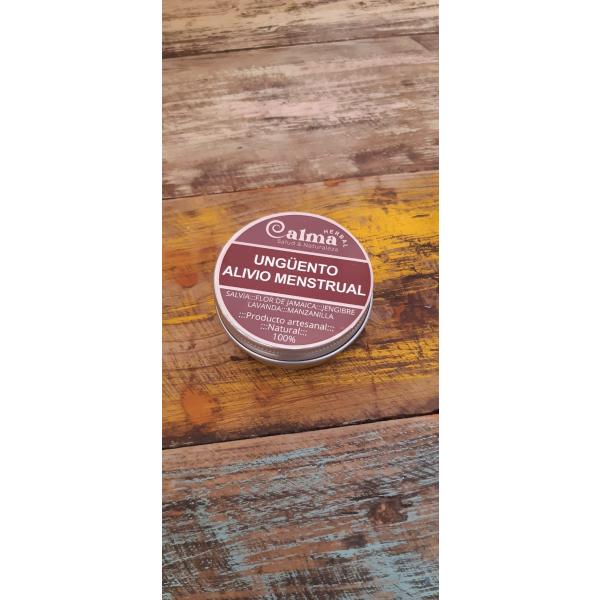 Calma HERBAL
Salud & Naturaleza
UNGÜENTO
ALIVIO MENSTRUAL
SALVIA:::FLOR DE JAMAICA:::JENGIBRE
LAVANDA:::MANZANILLA
:::Producto artesanal:::
:::Natural:::
100%